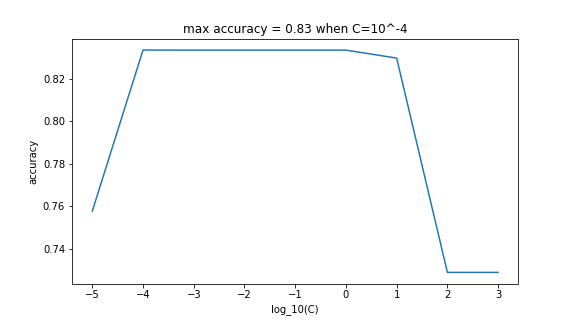 max accuracy = 0.83 when C=10^-4
0.82
0.80
0.78
0.76
0.74
accuracy
−5 −4 −3 −2 −1 0 1 2 3
log_10(C)